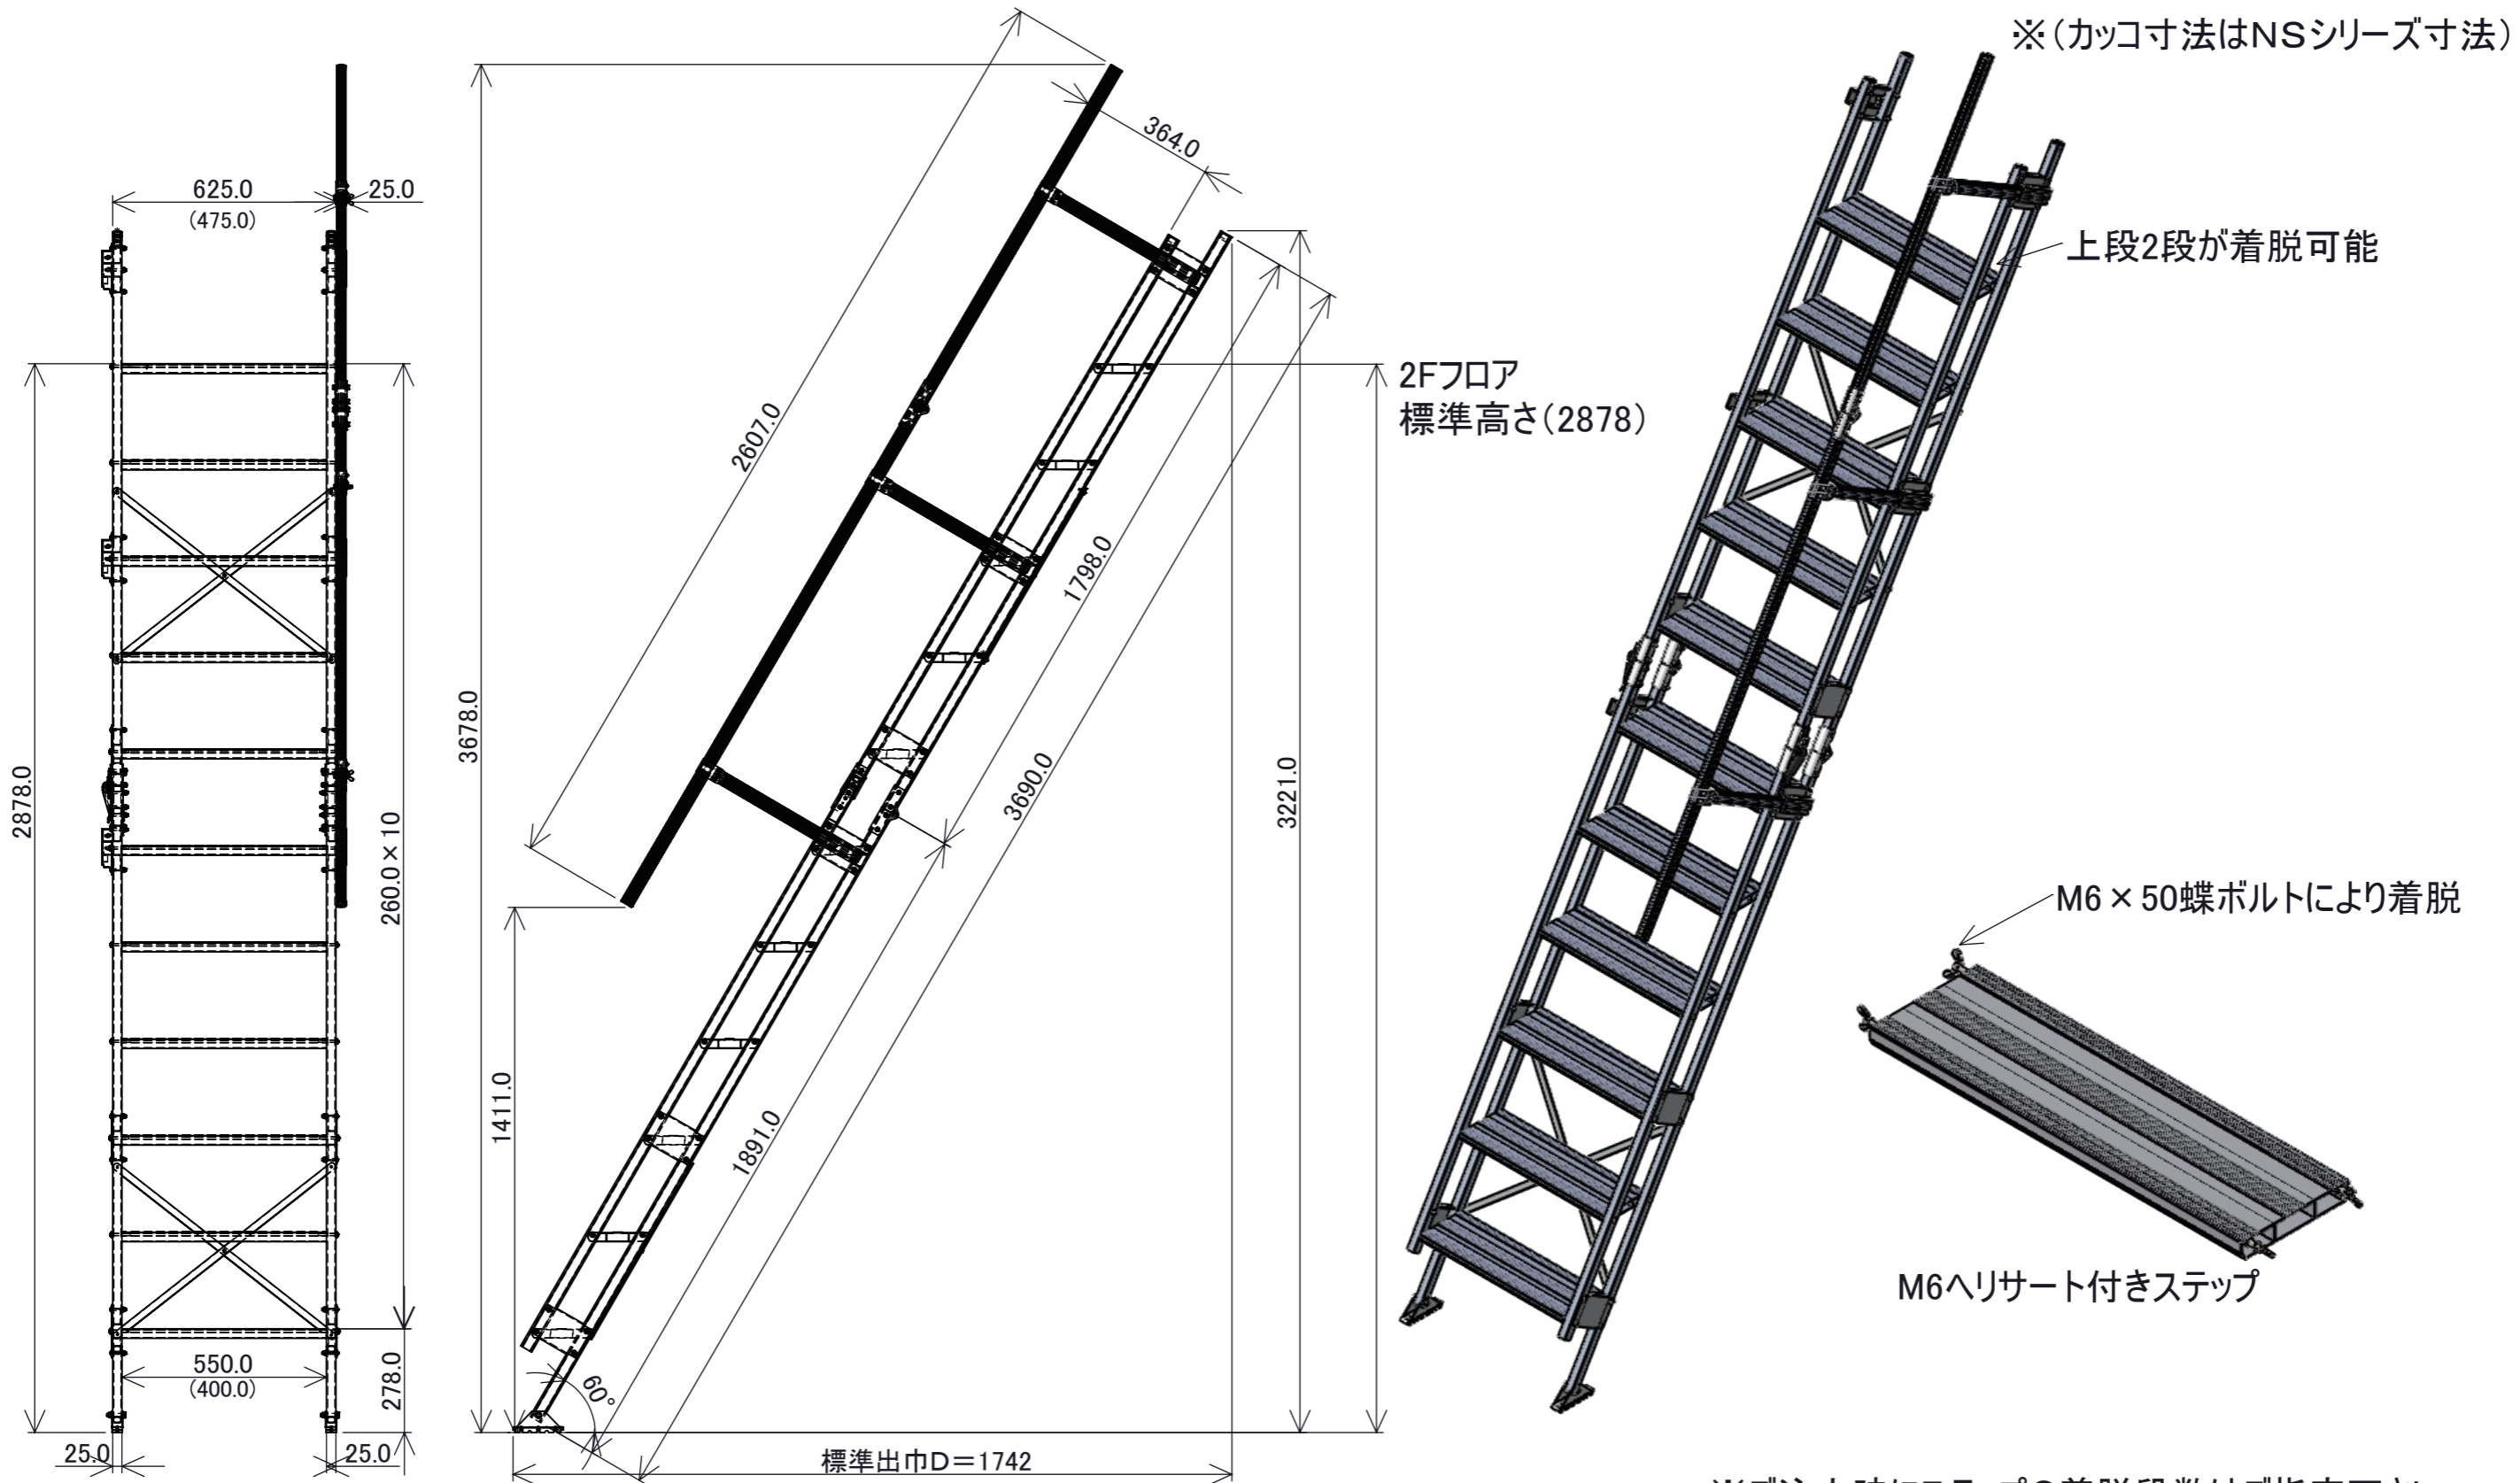 ※(カッコ寸法はNSシリーズ寸法)
364.0
625.0
(475.0)
25.0
上段2段が着脱可能
2Fフロア
標準高さ(2878)
2607.0
1798.0
3678.0
3690.0
3221.0
2878.0
260.0×10
M6×50蝶ボルトにより着脱
1411.0
1891.0
M6ヘリサート付きステップ
550.0
(400.0)
278.0
60°
25.0
25.0
標準出巾D=1742